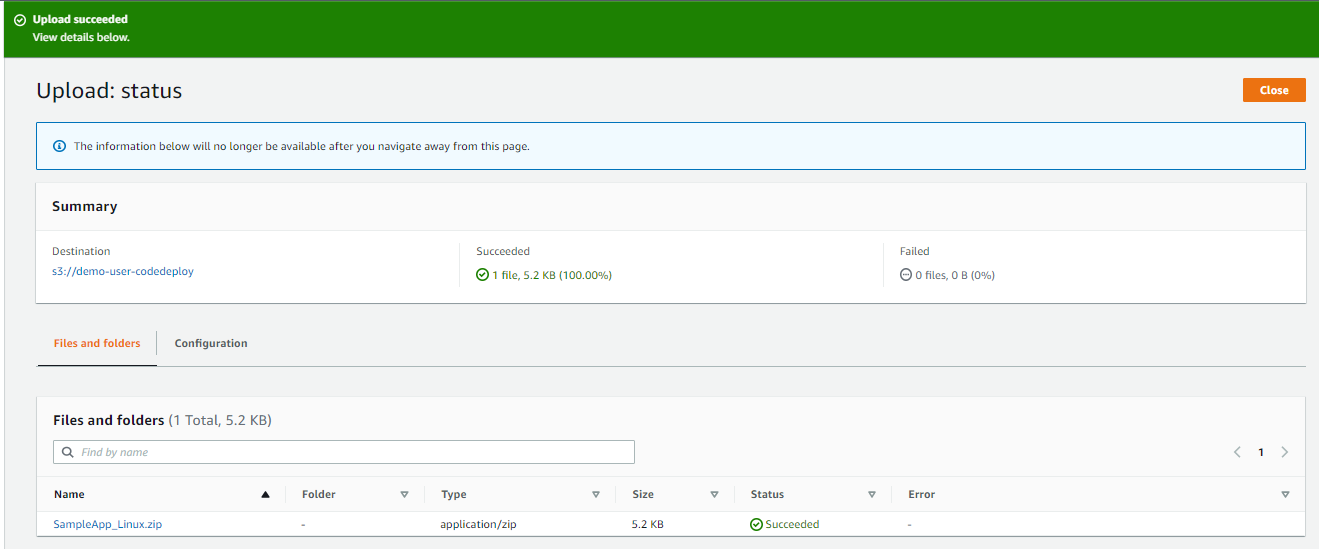 Upload succeeded
View details below.
Upload: status
Close
The information below will no longer be available after you navigate away from this page.
Summary
Destination
s3://demo-user-codedeploy
Succeeded
1 file, 5.2 KB (100.00%)
Failed
0 files, 0 B (0%)
Files and folders
Configuration
Files and folders (1 Total, 5.2 KB)
Find by name
1
Name Folder Type Size Status Error
SampleApp_Linux.zip - application/zip 5.2 KB Succeeded -